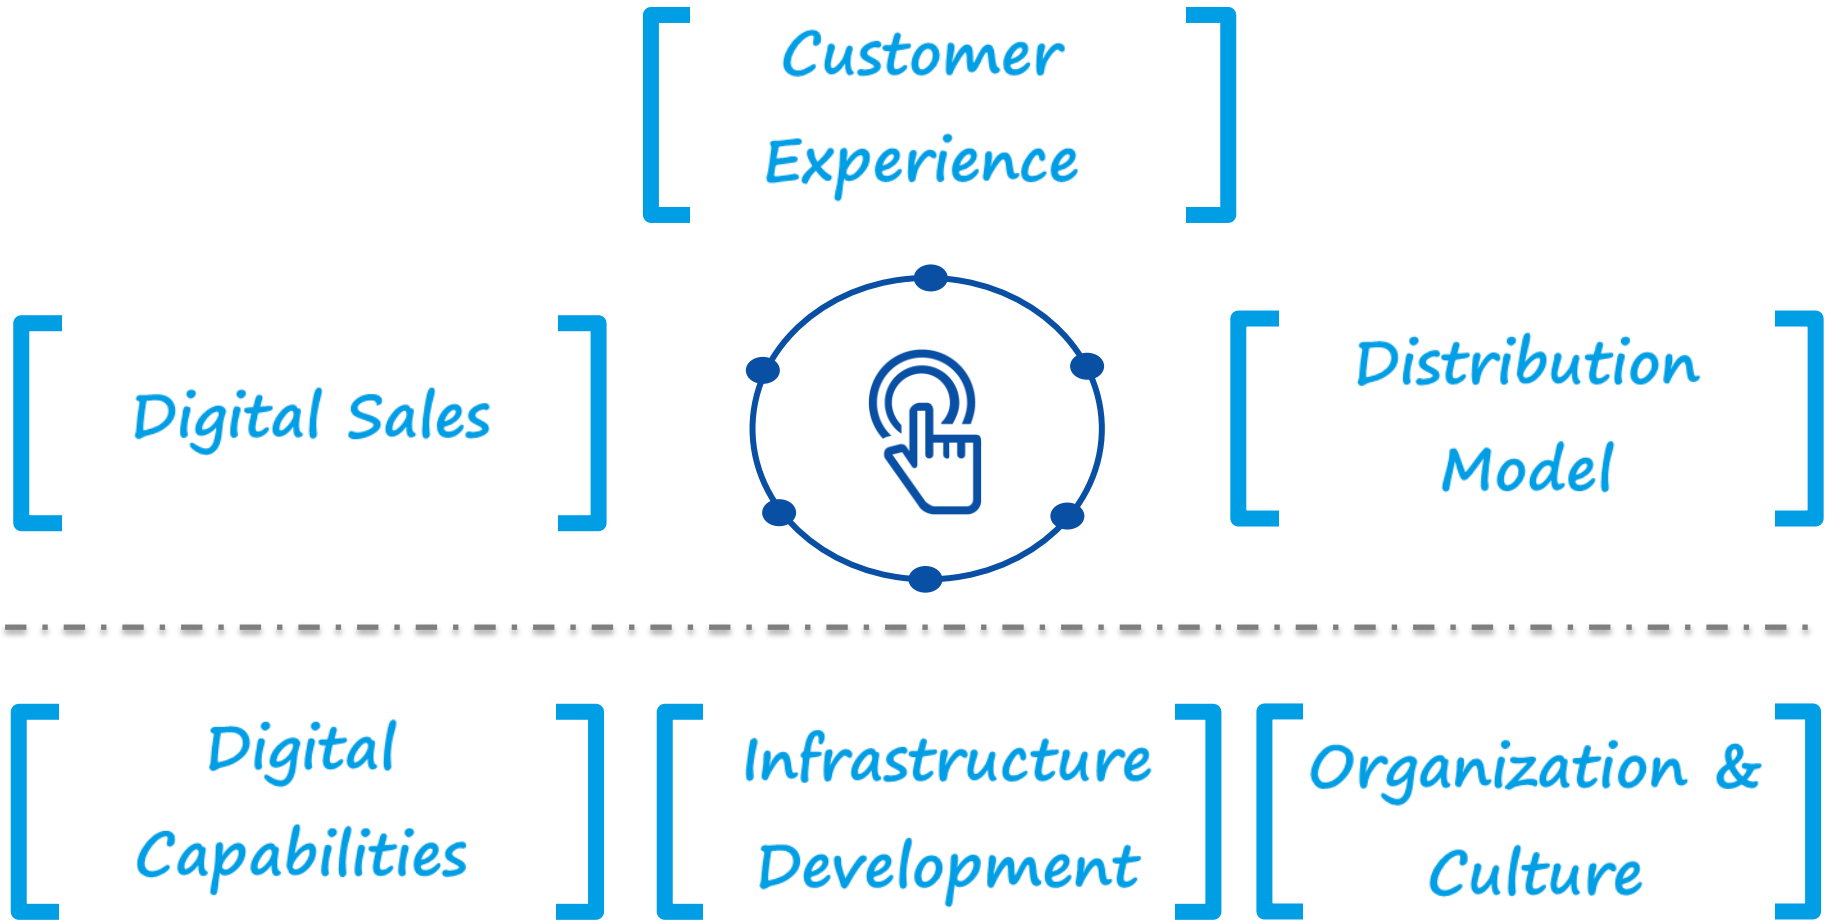 Customer
Experience
Digital Sales
Distribution
Model
Digital
Capabilities
Infrastructure
Development
Organization &
Culture